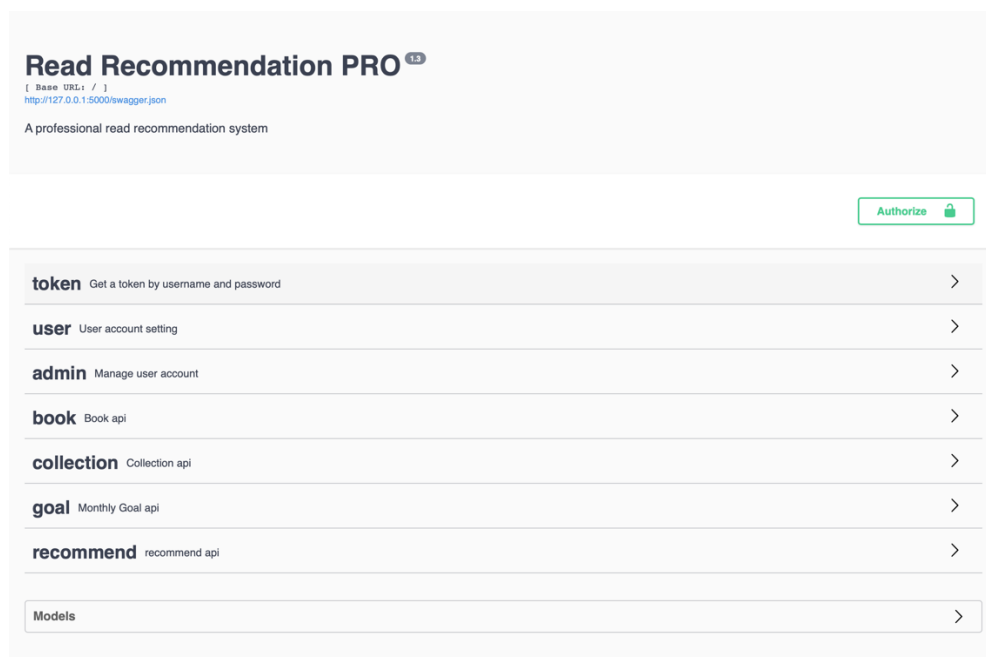 Read Recommendation PRO 1.3
[ Base URL: / ]
http://127.0.0.1:5000/swagger.json
A professional read recommendation system
Authorize
token Get a token by username and password
user User account setting
admin Manage user account
book Book api
collection Collection api
goal Monthly Goal api
recommend recommend api
Models